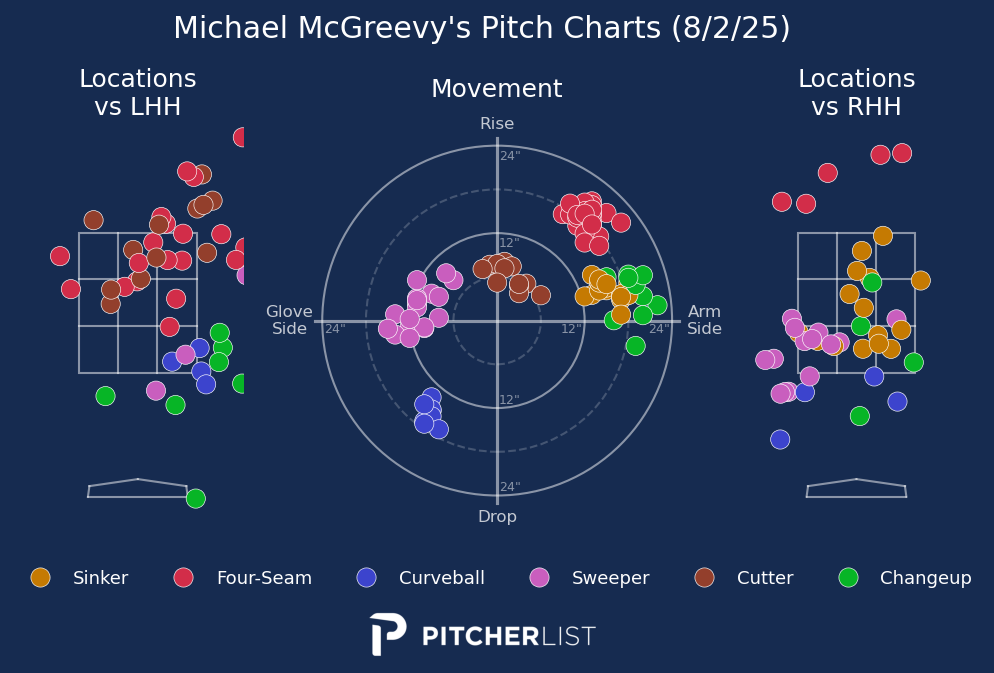 Michael McGreevy's Pitch Charts (8/2/25)
Locations
vs LHH
Movement
Locations
vs RHH
Rise
24"
12"
Glove
Side
24"
12"
24"
Arm
Side
12"
24"
Drop
Sinker
Four-Seam
Curveball
Sweeper
Cutter
Changeup
PITCHERLIST